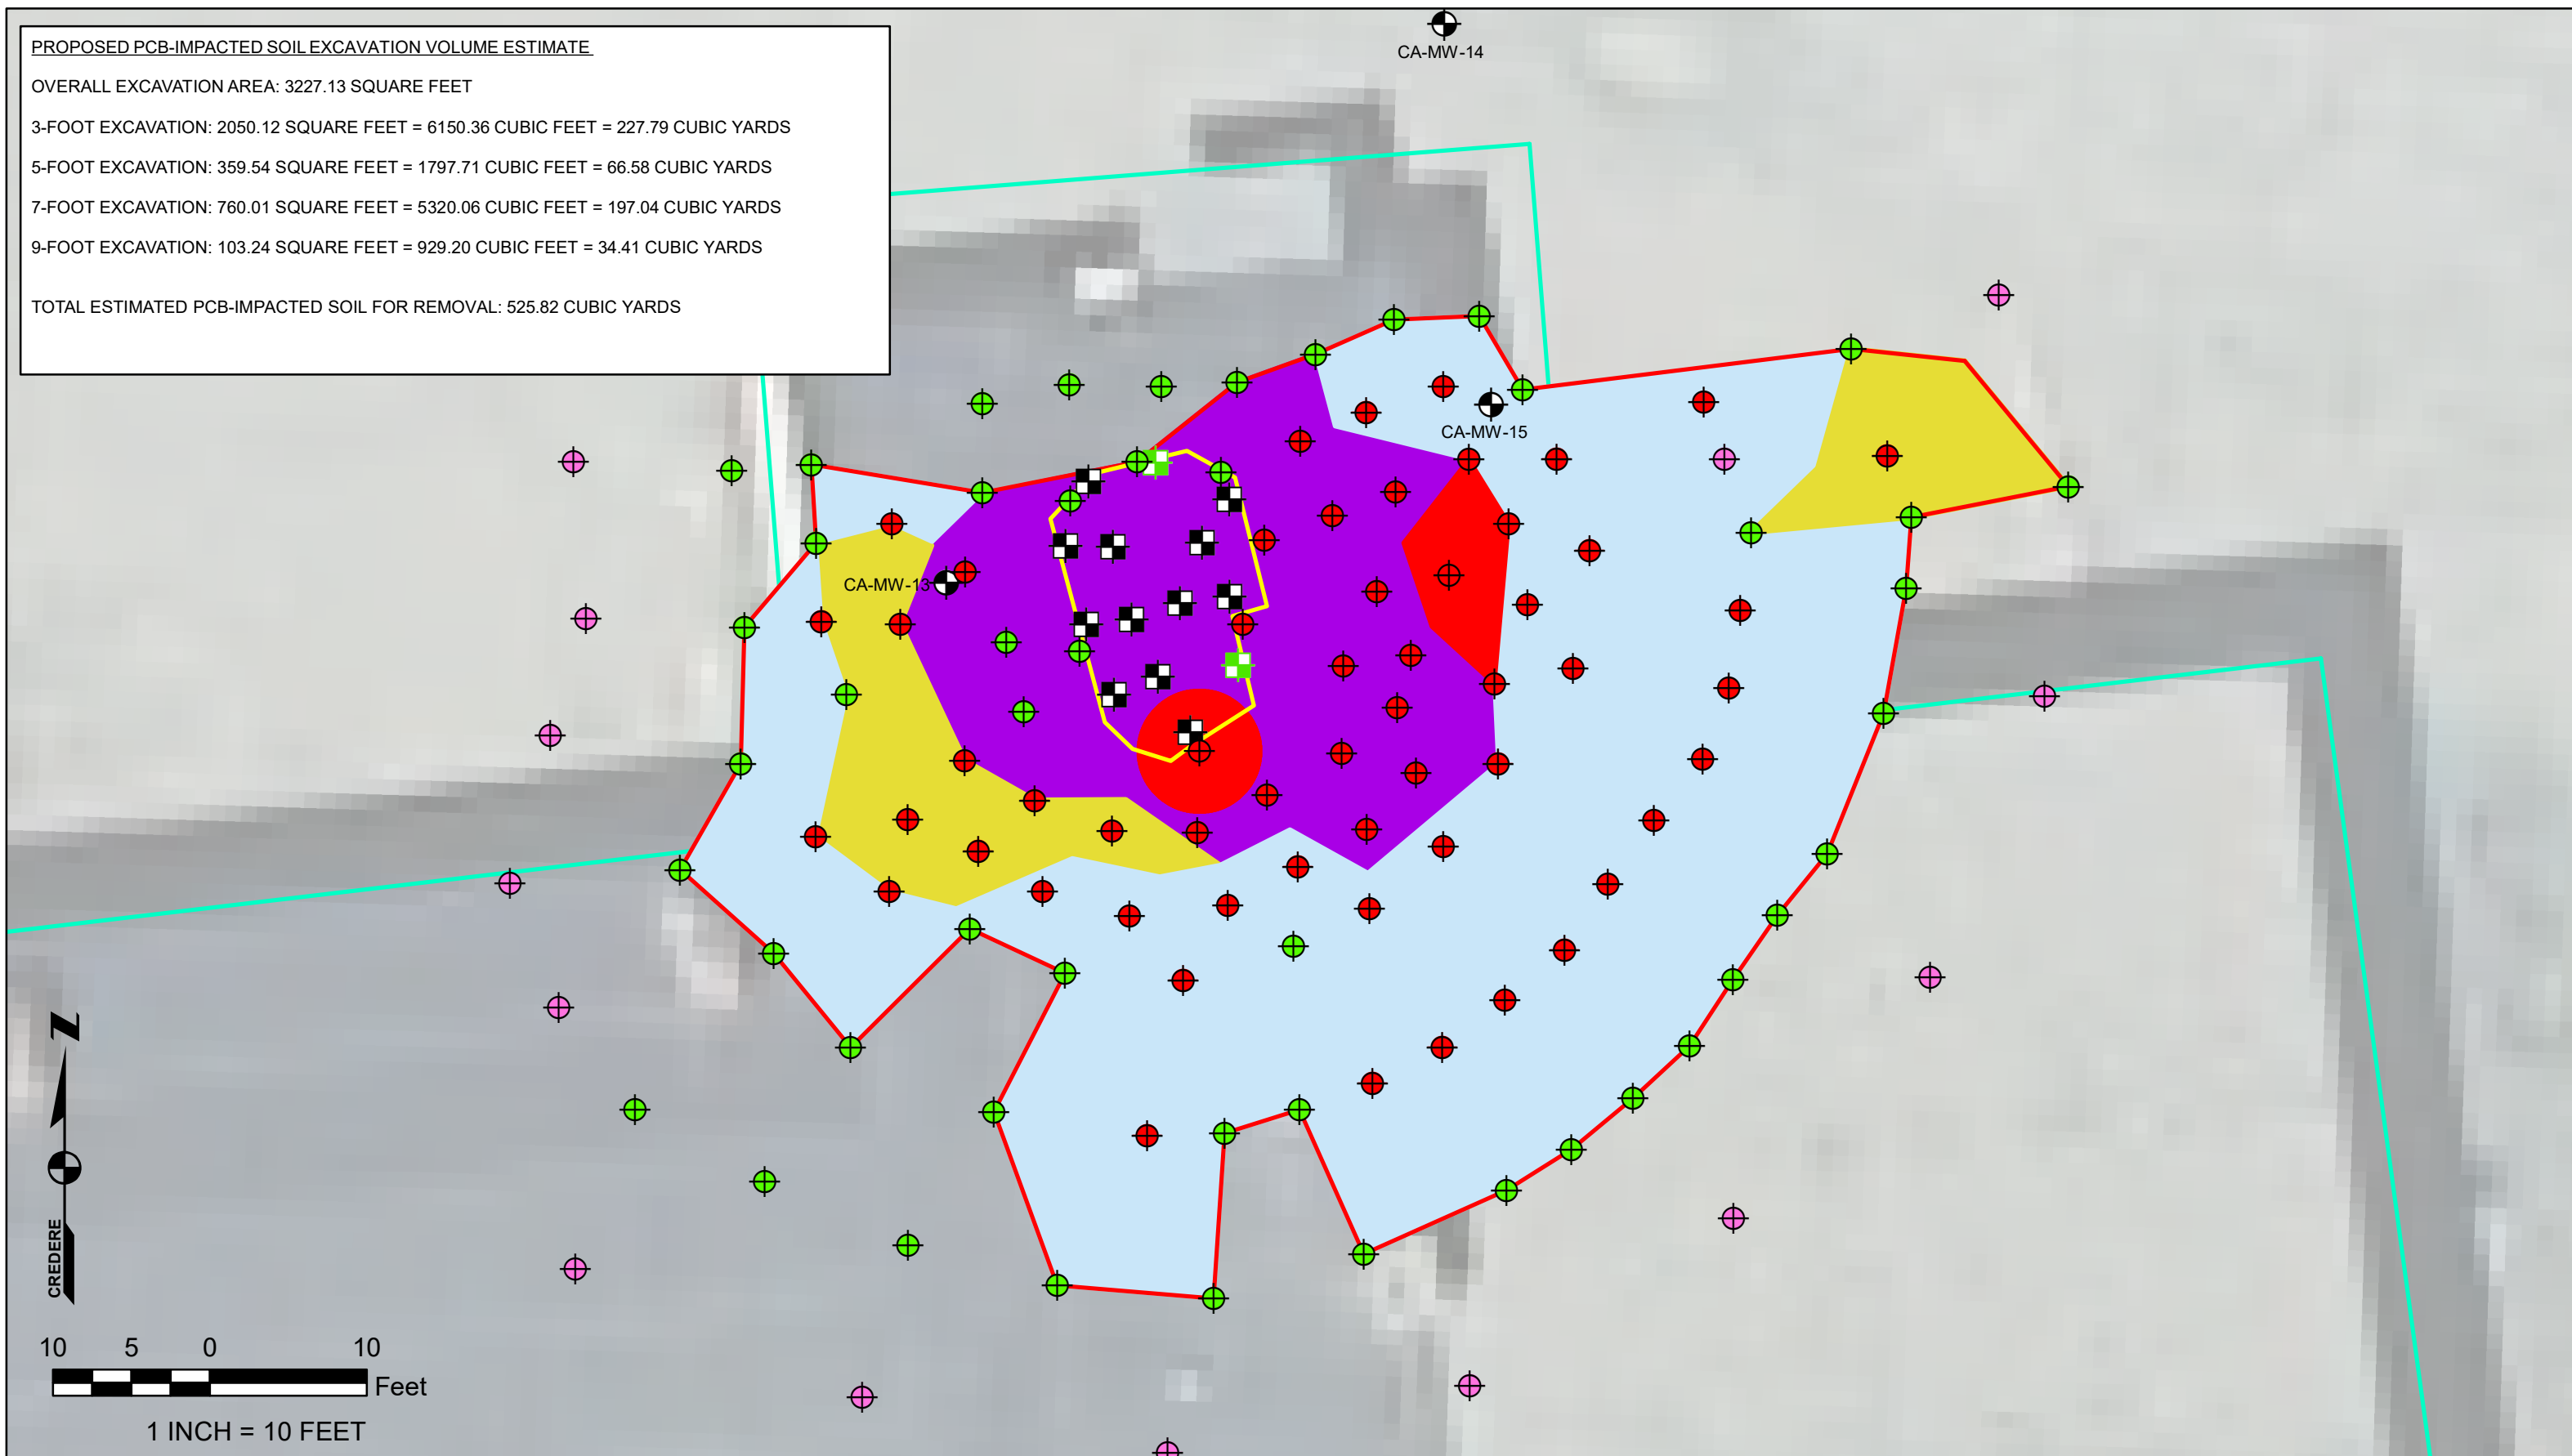 PROPOSED PCB-IMPACTED SOIL EXCAVATION VOLUME ESTIMATE
OVERALL EXCAVATION AREA: 3227.13 SQUARE FEET
3-FOOT EXCAVATION: 2050.12 SQUARE FEET = 6150.36 CUBIC FEET = 227.79 CUBIC YARDS
5-FOOT EXCAVATION: 359.54 SQUARE FEET = 1797.71 CUBIC FEET = 66.58 CUBIC YARDS
7-FOOT EXCAVATION: 760.01 SQUARE FEET = 5320.06 CUBIC FEET = 197.04 CUBIC YARDS
9-FOOT EXCAVATION: 103.24 SQUARE FEET = 929.20 CUBIC FEET = 34.41 CUBIC YARDS
TOTAL ESTIMATED PCB-IMPACTED SOIL FOR REMOVAL: 525.82 CUBIC YARDS
CA-MW-14
CA-MW-15
CA-MW-13
N
CREDERE
10 5 0 10
Feet
1 INCH = 10 FEET